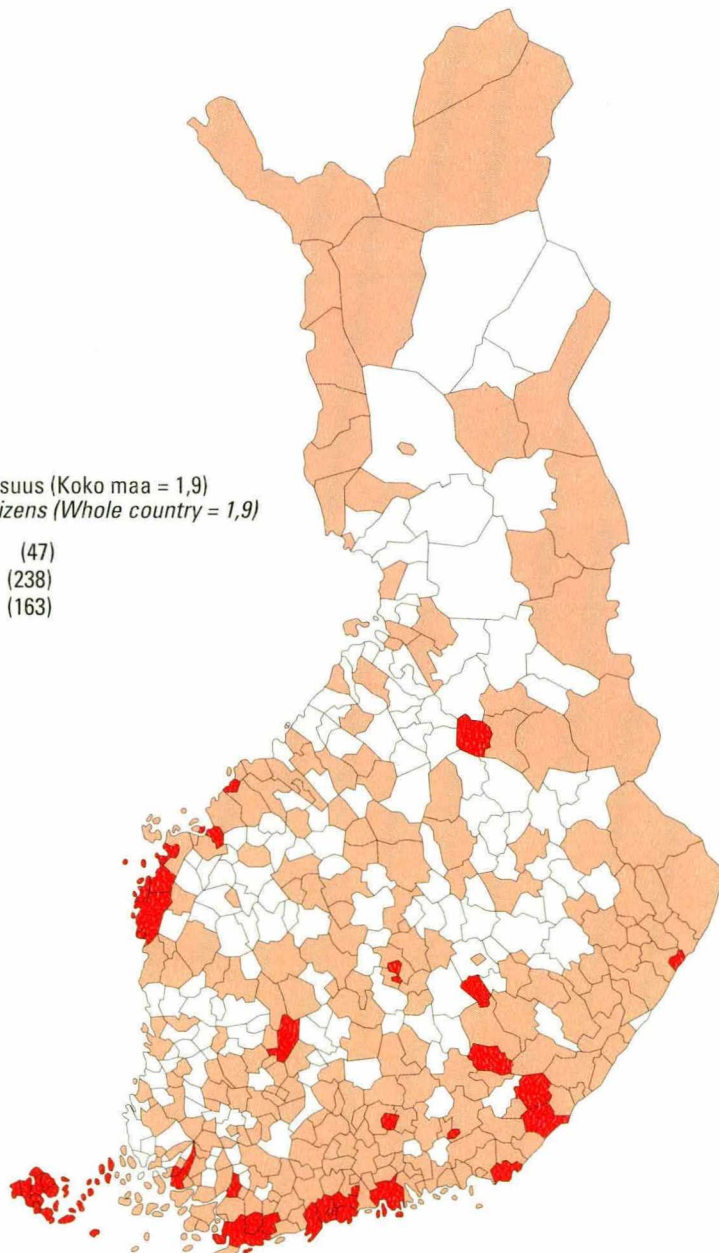 suus (Koko maa = 1,9)
izens (Whole country = 1,9)
(47)
(238)
(163)